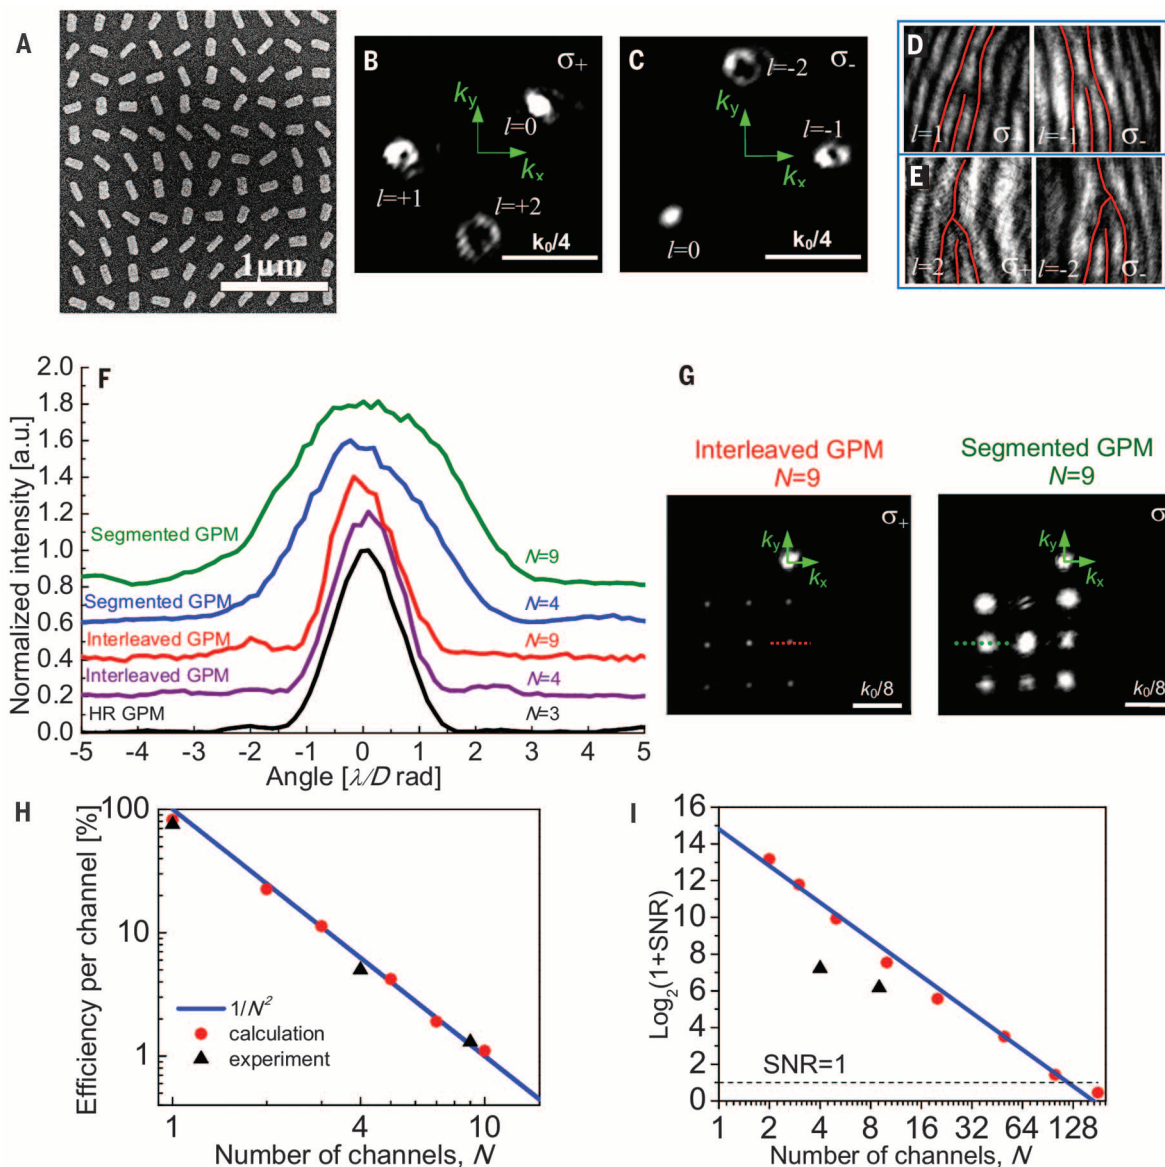 A
1μm
B
σ+
ky
kx
l=0
l=+1
l=+2
k0/4
C
σ-
l=-2
ky
l=-1
kx
l=0
k0/4
D
l=1
l=-1
σ-
E
l=2
σ+
l=-2
σ-
F
Normalized intensity [a.u.]
2.0
1.8
1.6
1.4
1.2
1.0
0.8
0.6
0.4
0.2
0.0
Segmented GPM N=9
Segmented GPM N=4
Interleaved GPM N=9
Interleaved GPM N=4
HR GPM N=3
-5 -4 -3 -2 -1 0 1 2 3 4 5
Angle [λ/D rad]
G
Interleaved GPM
N=9
σ+
ky
kx
k0/8
Segmented GPM
N=9
σ
ky
kx
k0/8
H
Efficiency per channel [%]
100
10
1
1/N²
calculation
experiment
1 4 10
Number of channels, N
I
Log2(1+SNR)
16
14
12
10
8
6
4
2
0
SNR=1
1 2 4 8 16 32 64 128
Number of channels, N